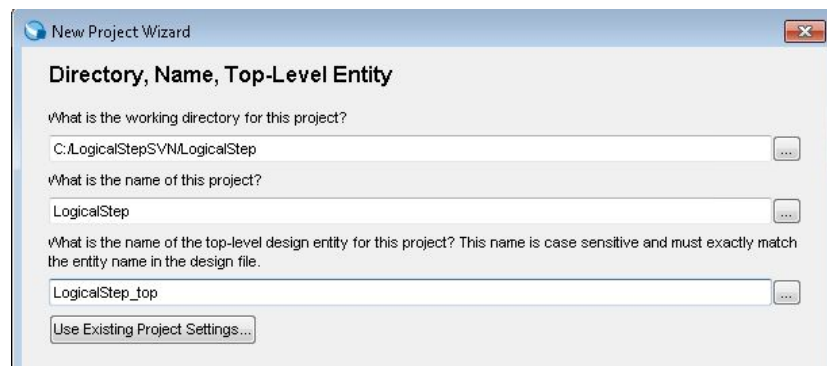 New Project Wizard
Directory, Name, Top-Level Entity
What is the working directory for this project?
C:/LogicalStepSVN/LogicalStep
...
What is the name of this project?
LogicalStep
...
What is the name of the top-level design entity for this project? This name is case sensitive and must exactly match
the entity name in the design file.
LogicalStep_top
...
Use Existing Project Settings...